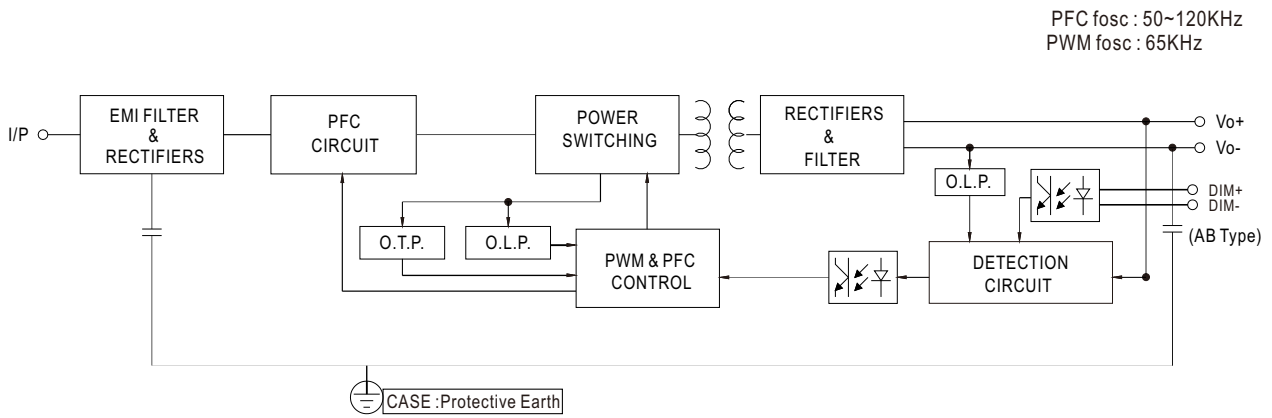 PFC fosc : 50~120KHz
PWM fosc : 65KHz
I/P
EMI FILTER
&
RECTIFIERS
PFC
CIRCUIT
POWER
SWITCHING
RECTIFIERS
&
FILTER
Vo+
Vo-
O.L.P.
DIM+
DIM-
(AB Type)
O.T.P.
O.L.P.
PWM & PFC
CONTROL
DETECTION
CIRCUIT
CASE :Protective Earth